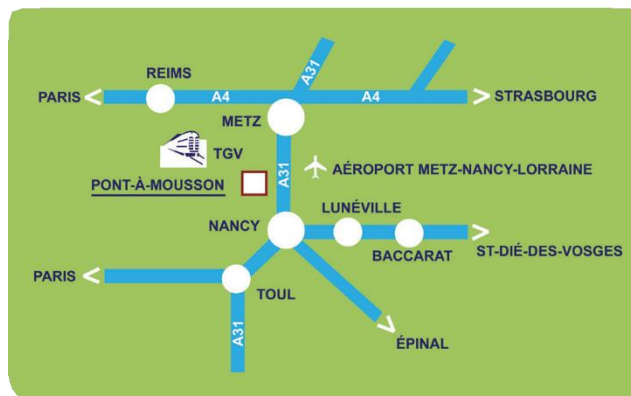 A31
REIMS
PARIS
A4
A4
STRASBOURG
METZ
TGV
AÉROPORT METZ-NANCY-LORRAINE
PONT-À-MOUSSON
A31
LUNÉVILLE
NANCY
BACCARAT
ST-DIÉ-DES-VOSGES
PARIS
TOUL
A31
ÉPINAL